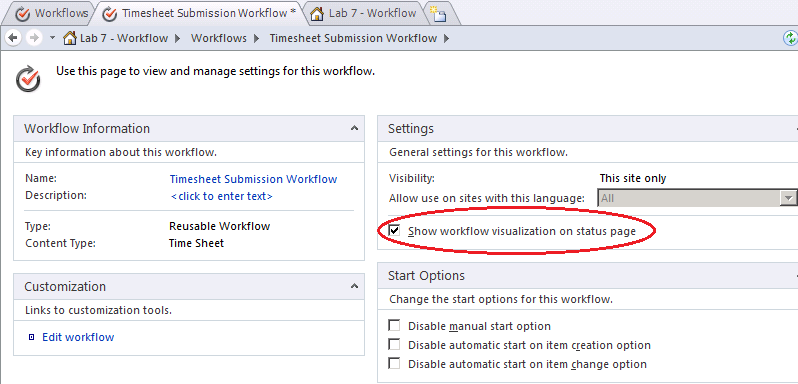 Workflows
Timesheet Submission Workflow *
Lab 7 - Workflow
Lab 7 - Workflow
Workflows
Timesheet Submission Workflow
Use this page to view and manage settings for this workflow.
Workflow Information
Key information about this workflow.
Name: Timesheet Submission Workflow
Description: <click to enter text>
Type: Reusable Workflow
Content Type: Time Sheet
Customization
Links to customization tools.
Edit workflow
Settings
General settings for this workflow.
Visibility: This site only
Allow use on sites with this language: All
Show workflow visualization on status page
Start Options
Change the start options for this workflow.
Disable manual start option
Disable automatic start on item creation option
Disable automatic start on item change option